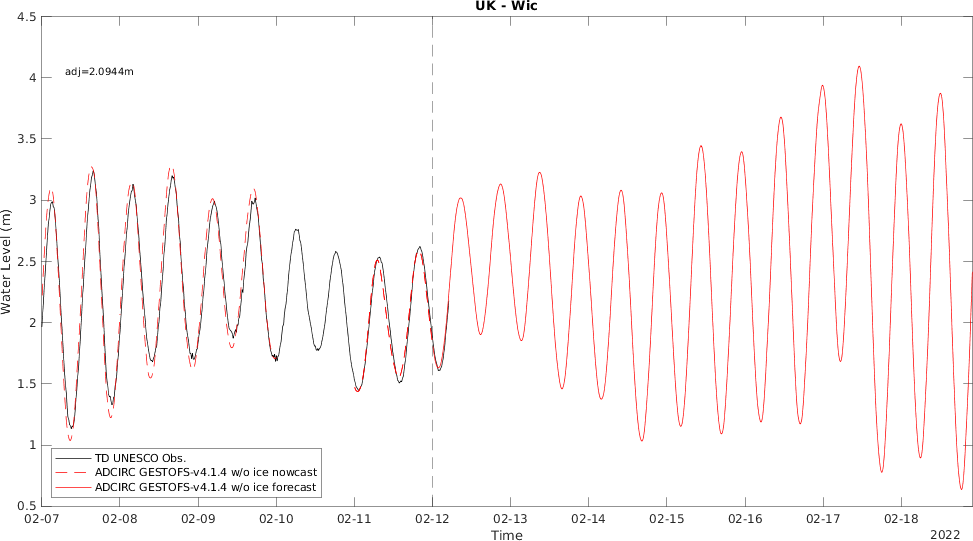 UK - Wic
4.5
4
3.5
3
2.5
2
1.5
1
0.5
Water Level (m)
adj=2.0944m
TD UNESCO Obs.
ADCIRC GESTOFS-v4.1.4 w/o ice nowcast
ADCIRC GESTOFS-v4.1.4 w/o ice forecast
02-07 02-08 02-09 02-10 02-11 02-12 02-13 02-14 02-15 02-16 02-17 02-18
Time
2022